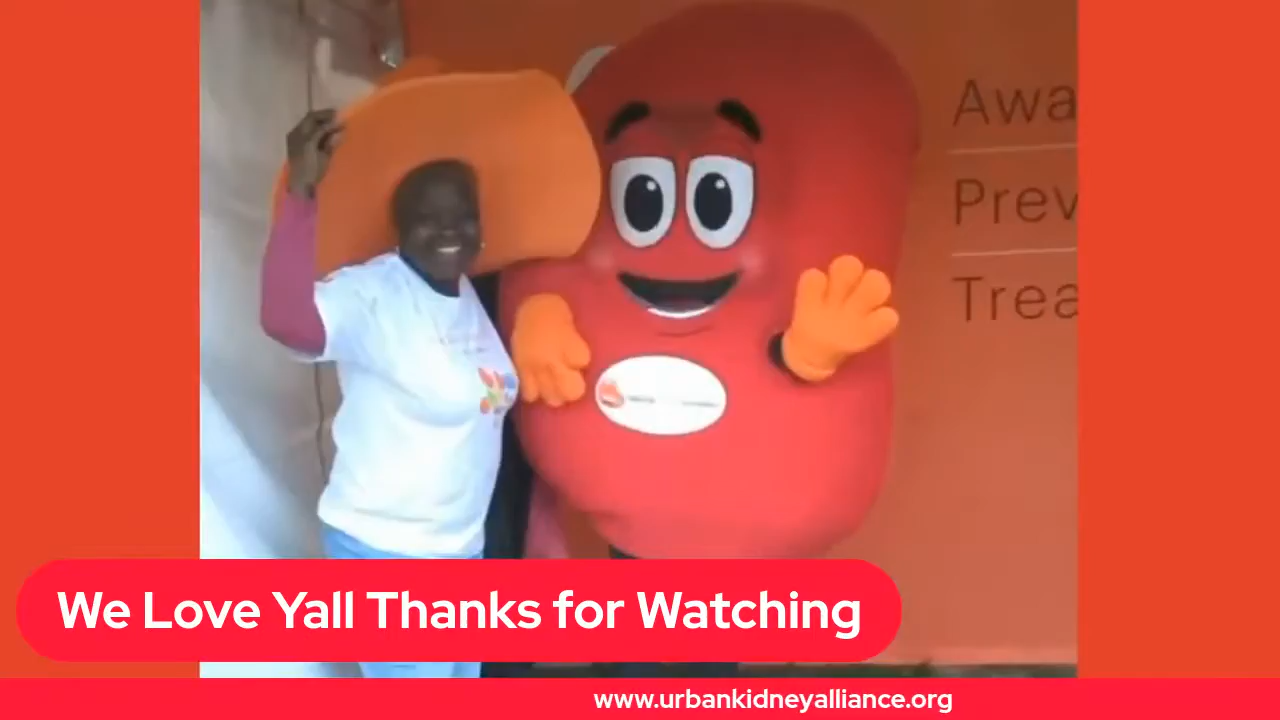 Awa
Prev
Trea
We Love Yall Thanks for Watching
www.urbankidneyalliance.org